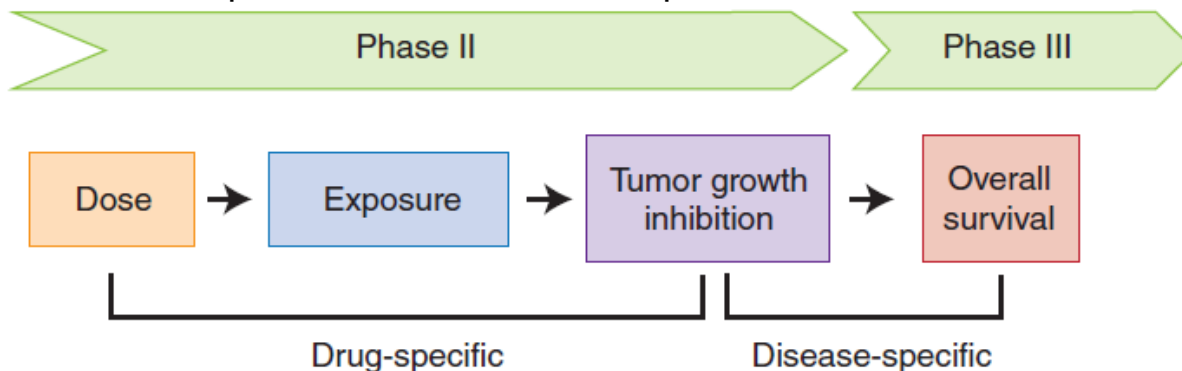 Phase II
Phase III
Dose
Exposure
Tumor growth
inhibition
Overall
survival
Drug-specific
Disease-specific